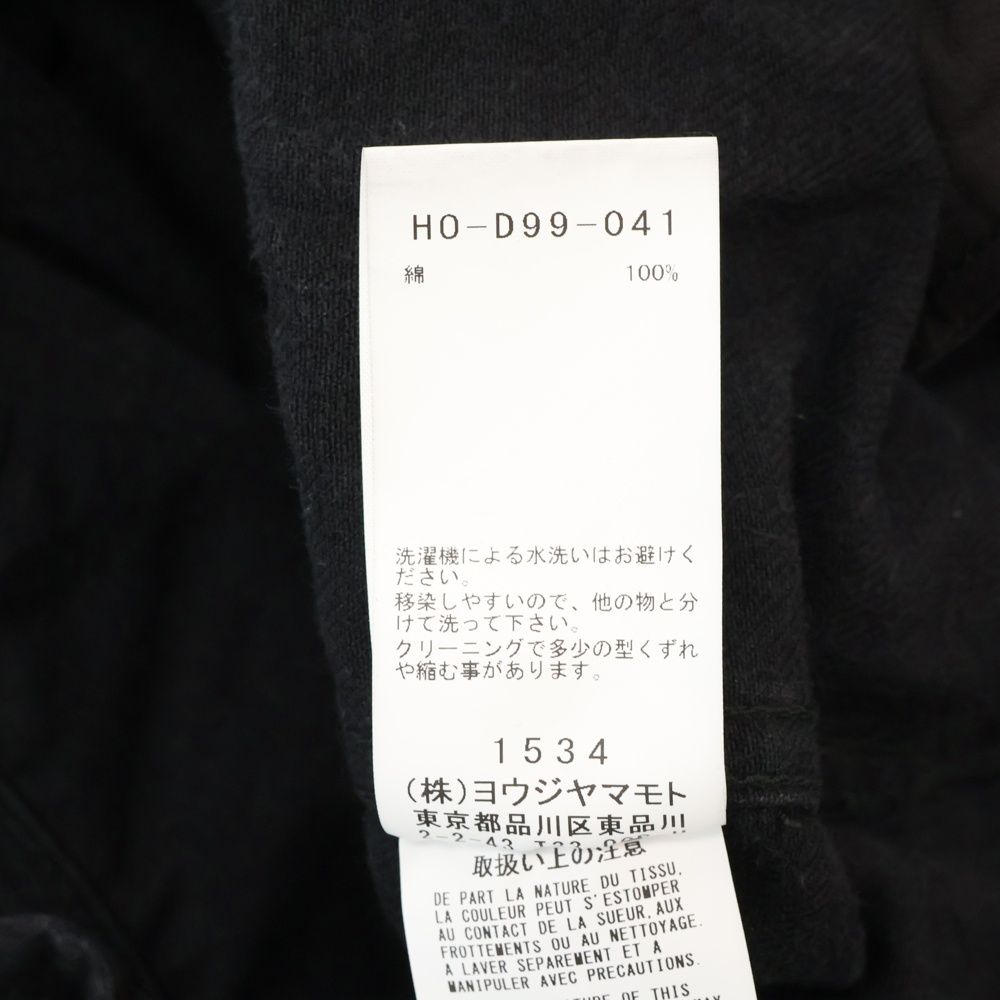 HO-D99-041
綿 100%
洗濯機による水洗いはお避けく
ださい。
移染しやすいので、他の物と分
けて洗って下さい。
クリーニングで多少の型くずれ
や縮む事があります。
1534
(株)ヨウジヤマモト
東京都品川区東品川
2-2-43
取扱い上の注意
DE PART LA NATURE DU TISSU,
LA COULEUR PEUT S'ESTOMPER
AU CONTACT DE LA SUEUR, AUX
FROTTEMENTS OU AU NETTOYAGE.
A LAVER SEPAREMENT ET A
MANIPULER AVEC PRECAUTIONS.
OF THIS